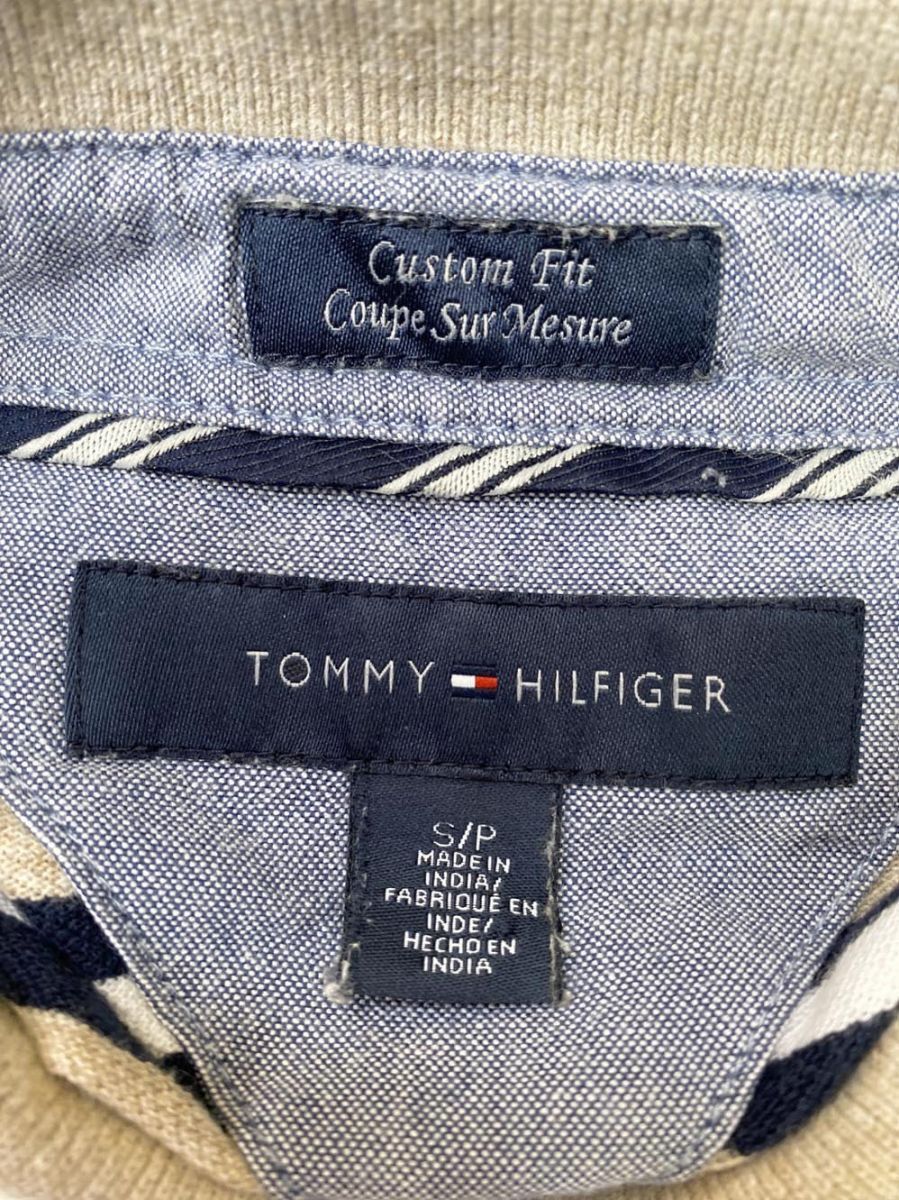 Custom Fit
Coupe Sur Mesure
TOMMY HILFIGER
S/P
MADE IN
INDIA/
FABRIQUÉ EN
INDE/
HECHO EN
INDIA